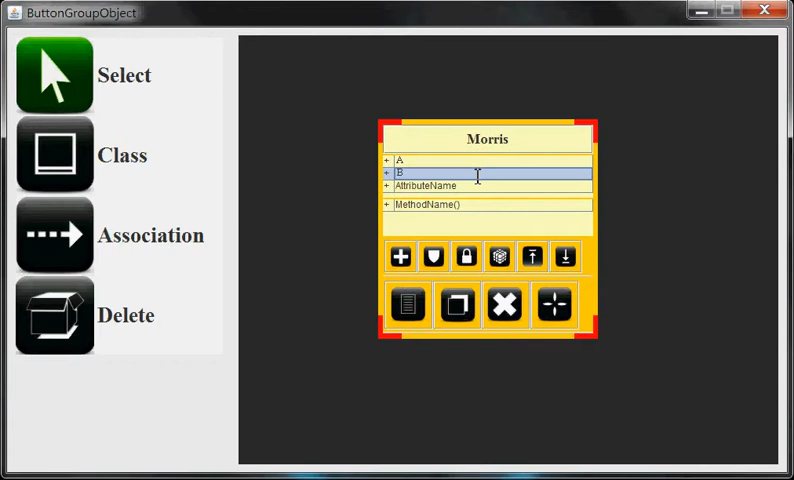 ButtonGroupObject
Select
Class
Association
Delete
Morris
+ A
+ B
+ AttributeName
+ MethodName()